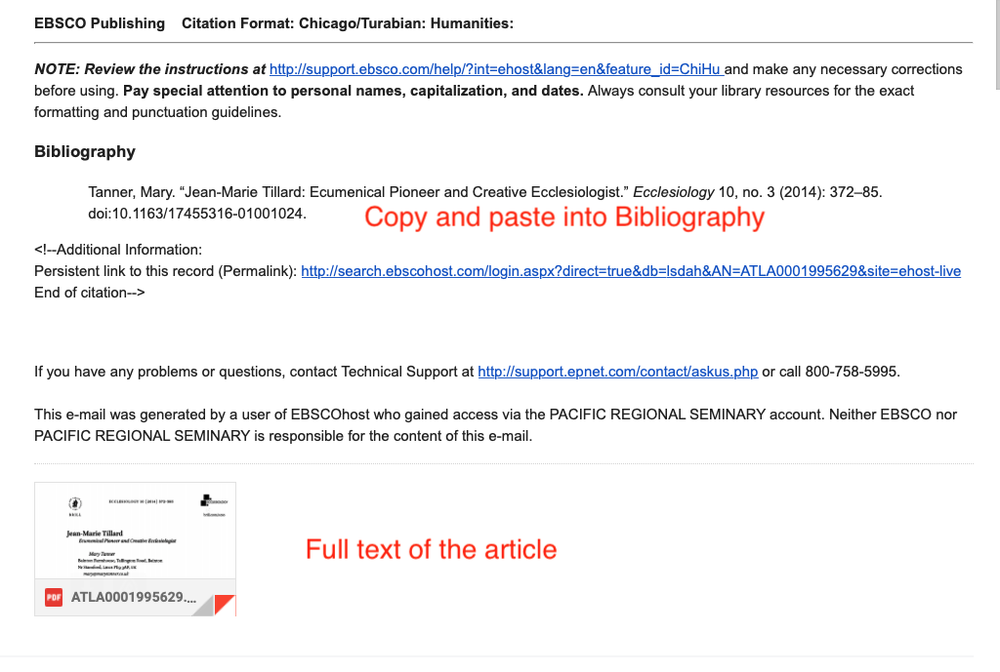 EBSCO Publishing    Citation Format: Chicago/Turabian: Humanities:
NOTE: Review the instructions at http://support.ebsco.com/help/?int=ehost&lang=en&feature_id=ChiHu and make any necessary corrections
before using. Pay special attention to personal names, capitalization, and dates. Always consult your library resources for the exact
formatting and punctuation guidelines.
Bibliography
Tanner, Mary. “Jean-Marie Tillard: Ecumenical Pioneer and Creative Ecclesiologist.” Ecclesiology 10, no. 3 (2014): 372–85.
doi:10.1163/17455316-01001024.
Copy and paste into Bibliography
<!--Additional Information:
Persistent link to this record (Permalink): http://search.ebscohost.com/login.aspx?direct=true&db=lsdah&AN=ATLA0001995629&site=ehost-live
End of citation-->
If you have any problems or questions, contact Technical Support at http://support.epnet.com/contact/askus.php or call 800-758-5995.
This e-mail was generated by a user of EBSCOhost who gained access via the PACIFIC REGIONAL SEMINARY account. Neither EBSCO nor
PACIFIC REGIONAL SEMINARY is responsible for the content of this e-mail.
BRILL
Jean-Marie Tillard
Ecumenical Pioneer and Creative Ecclesiologist
Mary Tanner
Full text of the article
PDF ATLA0001995629....